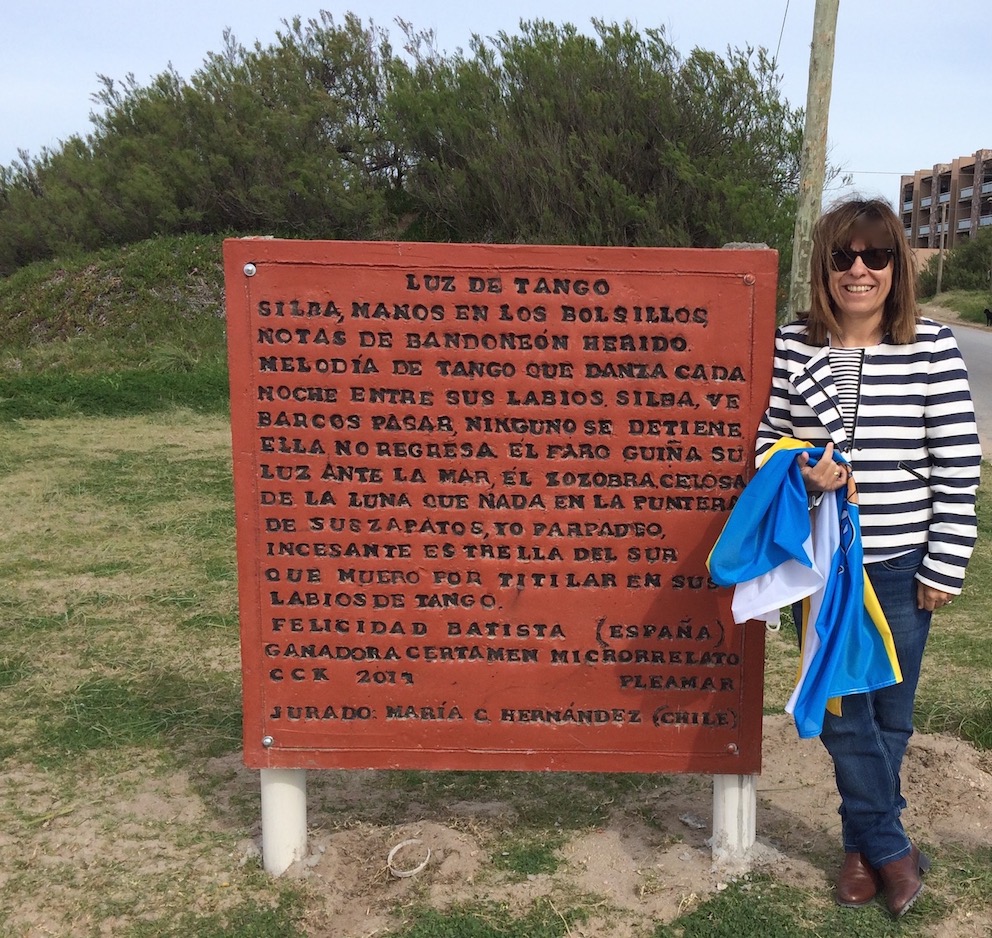 LUZ DE TANGO
SILBA, MANOS EN LOS BOLSILLOS,
NOTAS DE BANDONEÓN HERIDO.
MELODÍA DE TANGO QUE DANZA CADA
NOCHE ENTRE SUS LABIOS. SILBA, VE
BARCOS PASAR, NINGUNO SE DETIENE
ELLA NO REGRESA. EL FARO GUIÑA SU
LUZ ANTE LA MAR, ÉL ZOZOBRA CELOSA
DE LA LUNA QUE NADA EN LA PUNTERA
DE SUS ZAPATOS, YO PARPADEO,
INCESANTE ESTRELLA DEL SUR
QUE MUERO POR TITILAR EN SUS
LABIOS DE TANGO.
FELICIDAD BATISTA (ESPAÑA)
GANADORA CERTAMEN MICRORRELATO
CCK 2019 PLEAMAR
JURADO: MARÍA C. HERNÁNDEZ (CHILE)